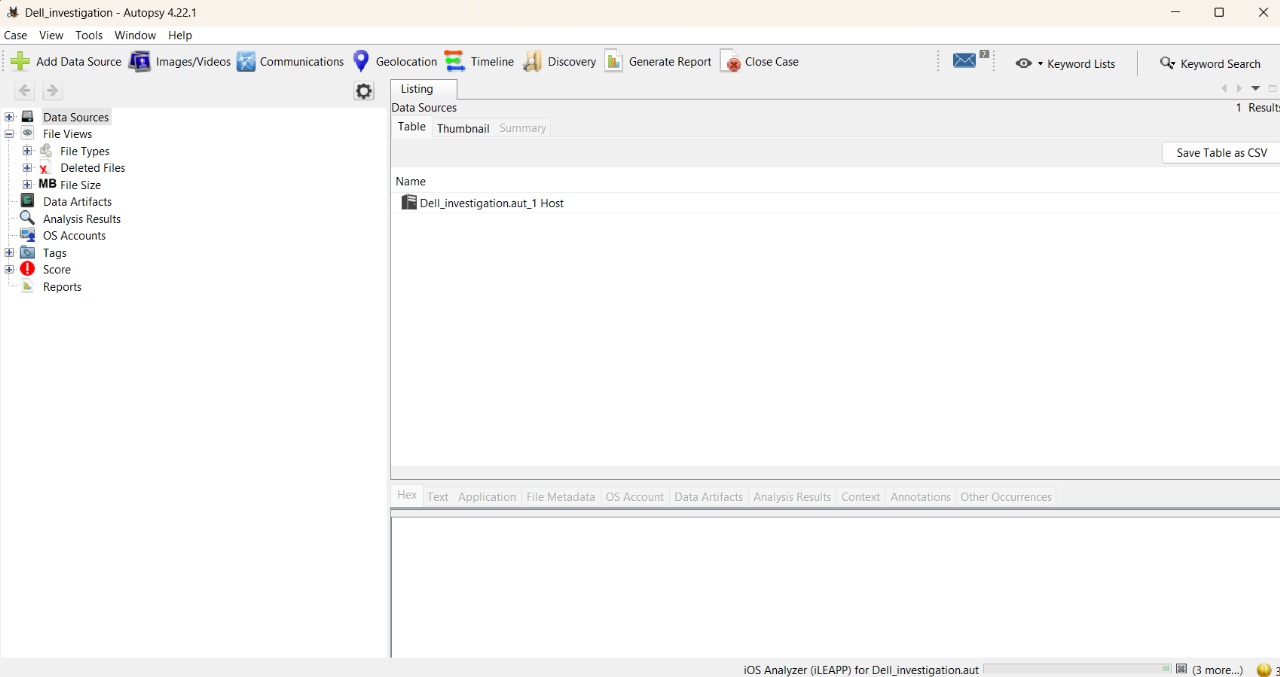 Dell_investigation - Autopsy 4.22.1
Case View Tools Window Help
Add Data Source Images/Videos Communications Geolocation Timeline Discovery Generate Report Close Case 7 Keyword Lists Keyword Search
Listing
Data Sources 1 Results
Table Thumbnail Summary
Save Table as CSV
Name
Dell_investigation.aut_1 Host
Data Sources
File Views
File Types
Deleted Files
MB File Size
Data Artifacts
Analysis Results
OS Accounts
Tags
Score
Reports
Hex Text Application File Metadata OS Account Data Artifacts Analysis Results Context Annotations Other Occurrences
iOS Analyzer (iLEAPP) for Dell_investigation.aut (3 more...) 3